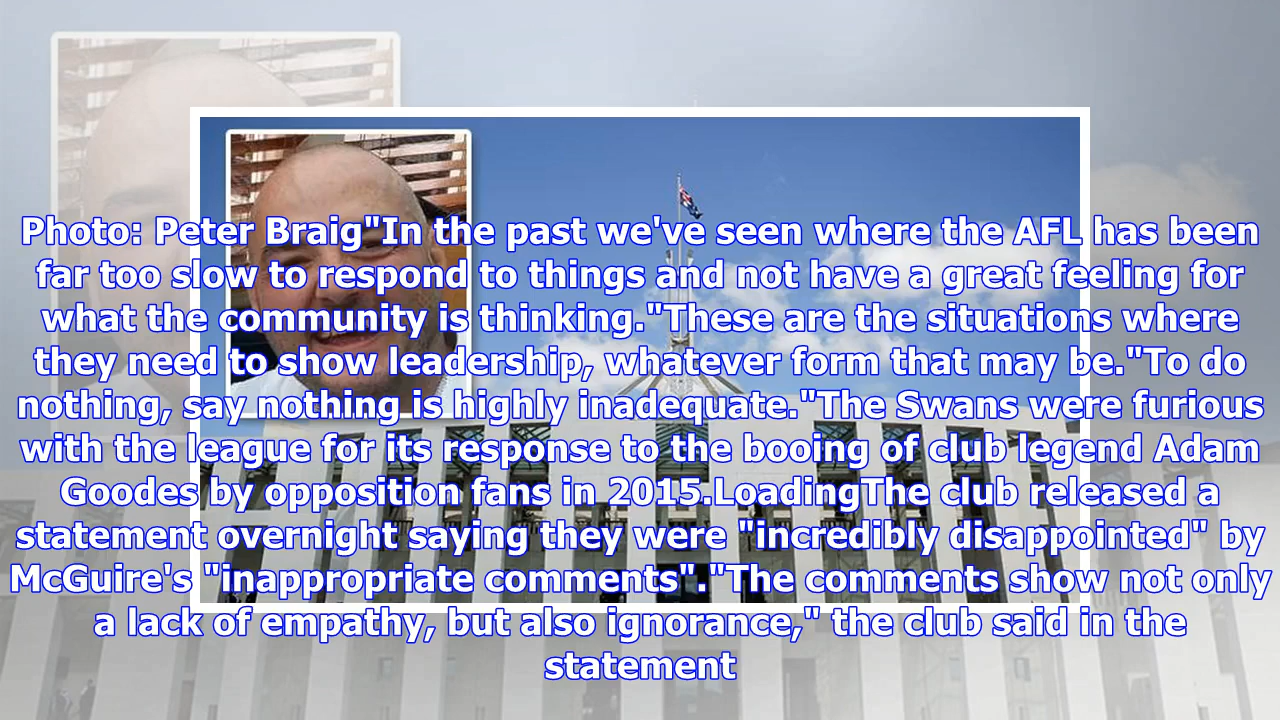 Photo: Peter Braig"In the past we've seen where the AFL has been
far too slow to respond to things and not have a great feeling for
what the community is thinking."These are the situations where
they need to show leadership, whatever form that may be."To do
nothing, say nothing is highly inadequate."The Swans were furious
with the league for its response to the booing of club legend Adam
Goodes by opposition fans in 2015.LoadingThe club released a
statement overnight saying they were "incredibly disappointed" by
McGuire's "inappropriate comments"."The comments show not only
a lack of empathy, but also ignorance," the club said in the
statement